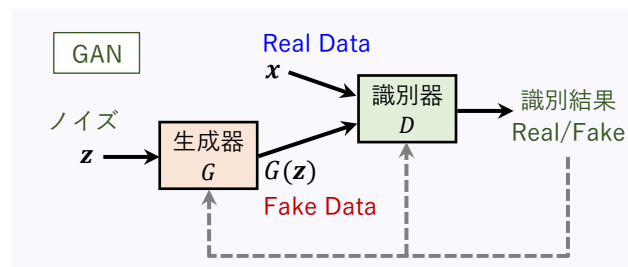 GAN
Real Data
x
ノイズ
z
生成器
G
G(z)
Fake Data
識別器
D
識別結果
Real/Fake